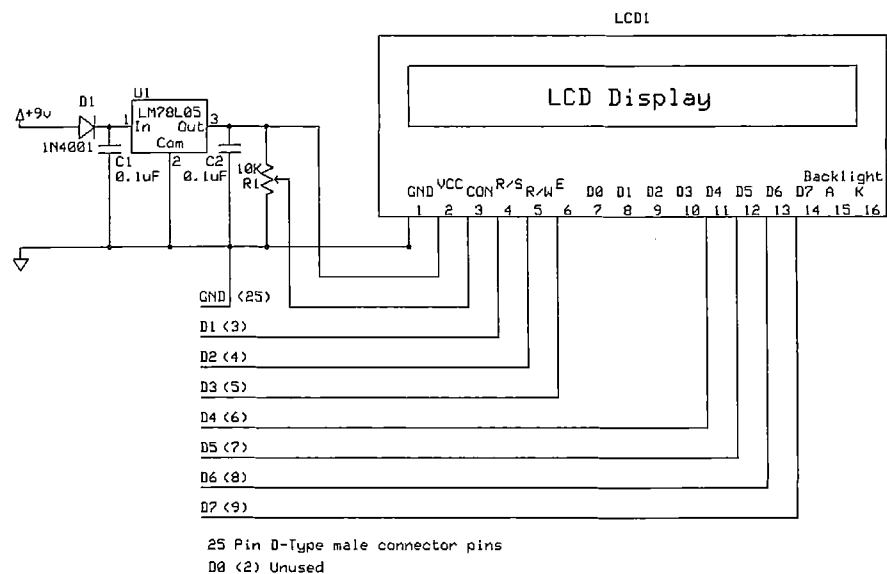 LCD1
LCD Display
Δ+9v
D1
1N4001
U1
LM78L05
1 In Out 3
Com
2
C1
0.1uF
C2
0.1uF
10K
R1
Backlight
GND VCC CON R/S R/W E D0 D1 D2 D3 D4 D5 D6 D7 A K
1 2 3 4 5 6 7 8 9 10 11 12 13 14 15 16
GND (25)
D1 (3)
D2 (4)
D3 (5)
D4 (6)
D5 (7)
D6 (8)
D7 (9)
25 Pin D-Type male connector pins
D0 (2) Unused